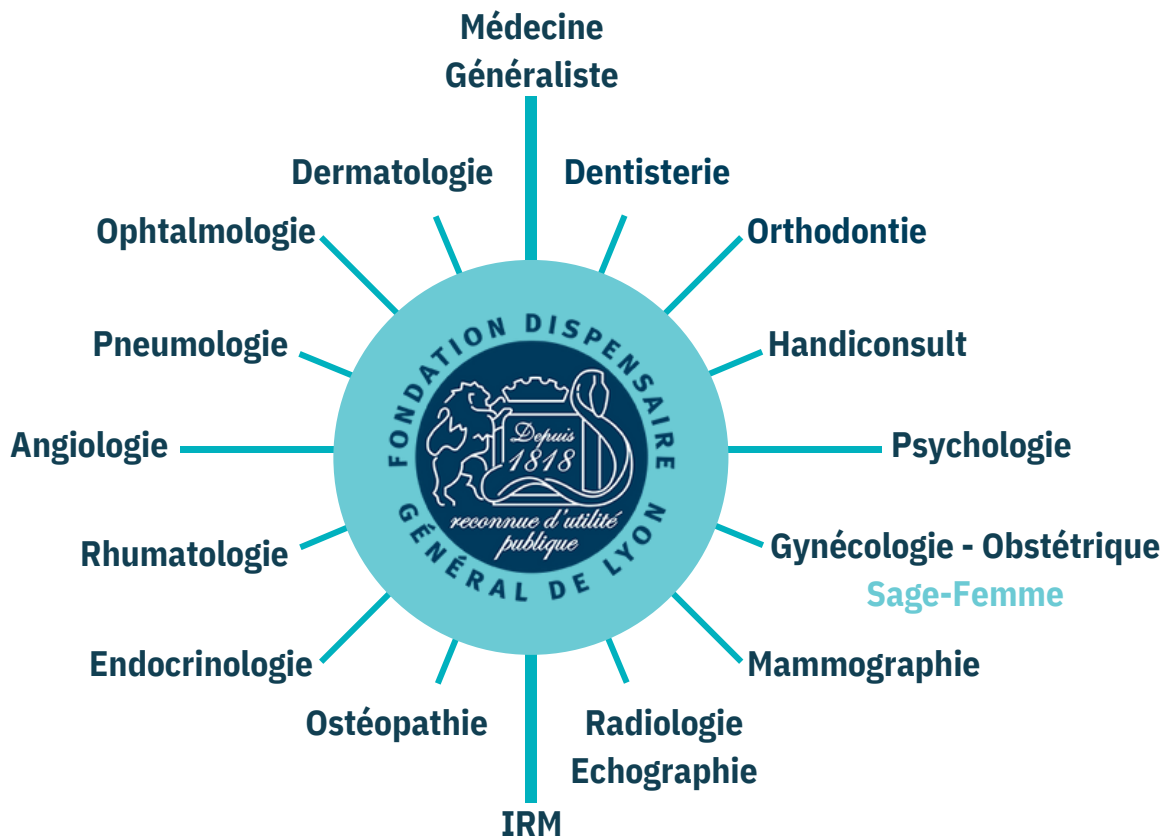 Médecine
Généraliste
Dermatologie
Dentisterie
Ophtalmologie
Orthodontie
Pneumologie
Handiconsult
Angiologie
Psychologie
Rhumatologie
Gynécologie - Obstétrique
Sage-Femme
Endocrinologie
Mammographie
Ostéopathie
Radiologie
Echographie
IRM
FONDATION DISPENSAIRE
GÉNÉRAL DE LYON
Depuis
1818
reconnue d'utilité
publique